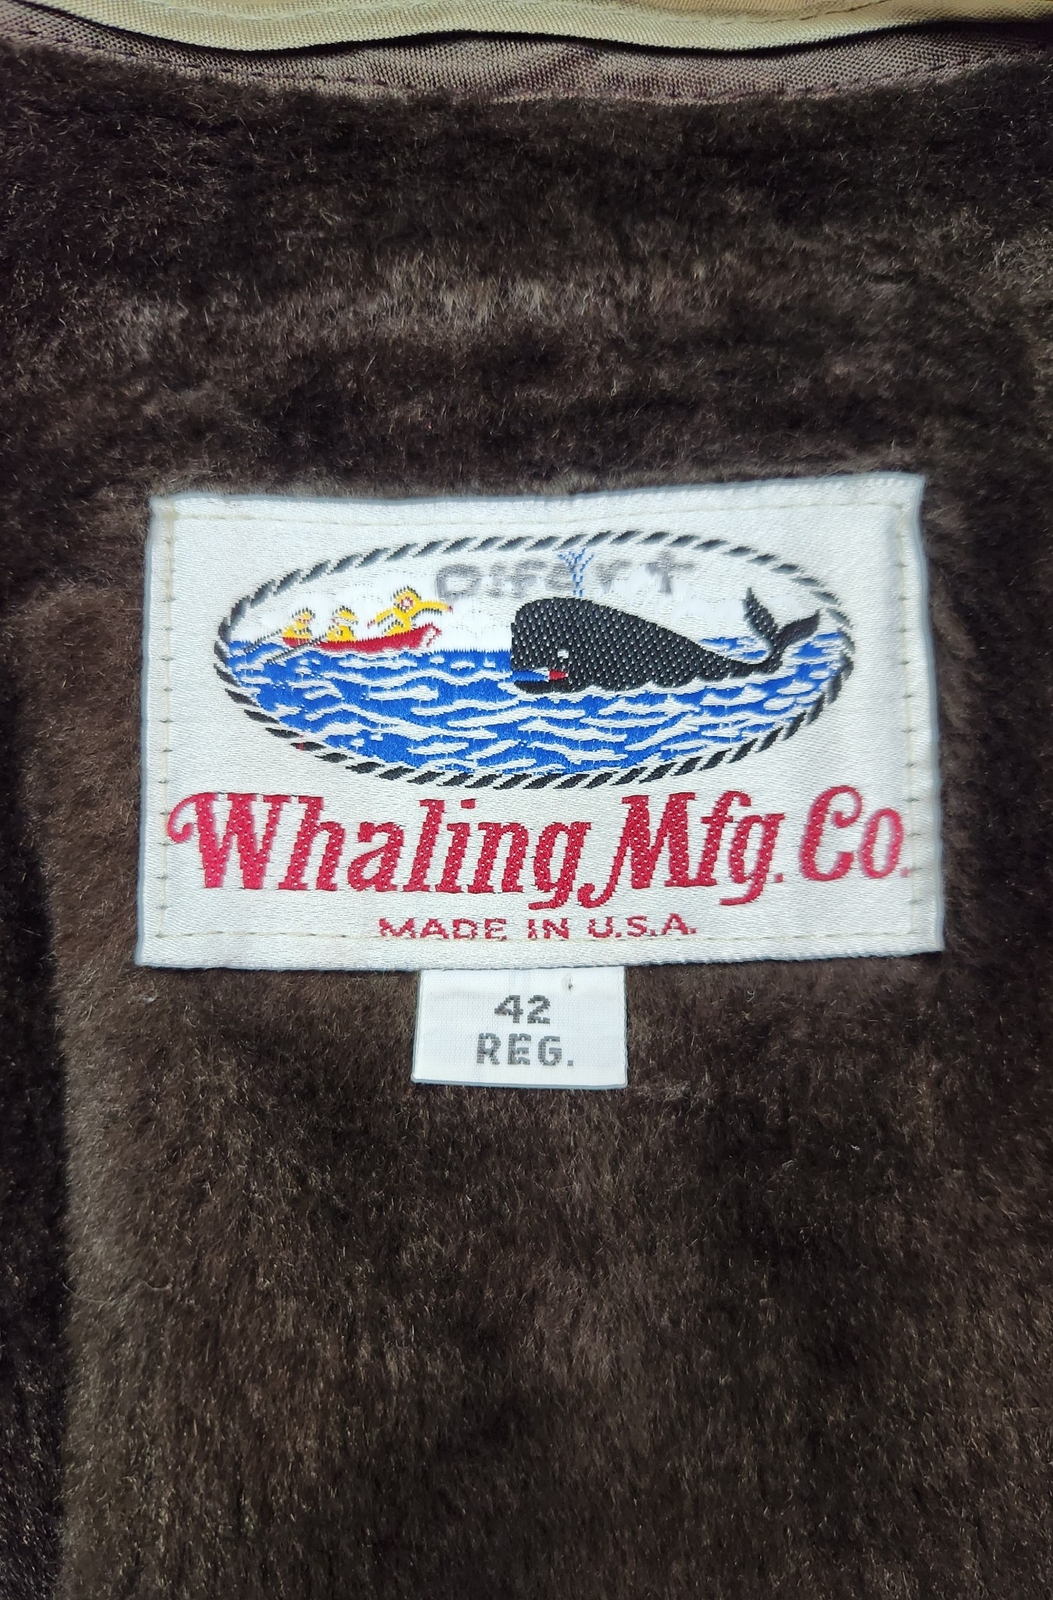 Whaling Mfg. Co.
MADE IN U.S.A.
42
REG.